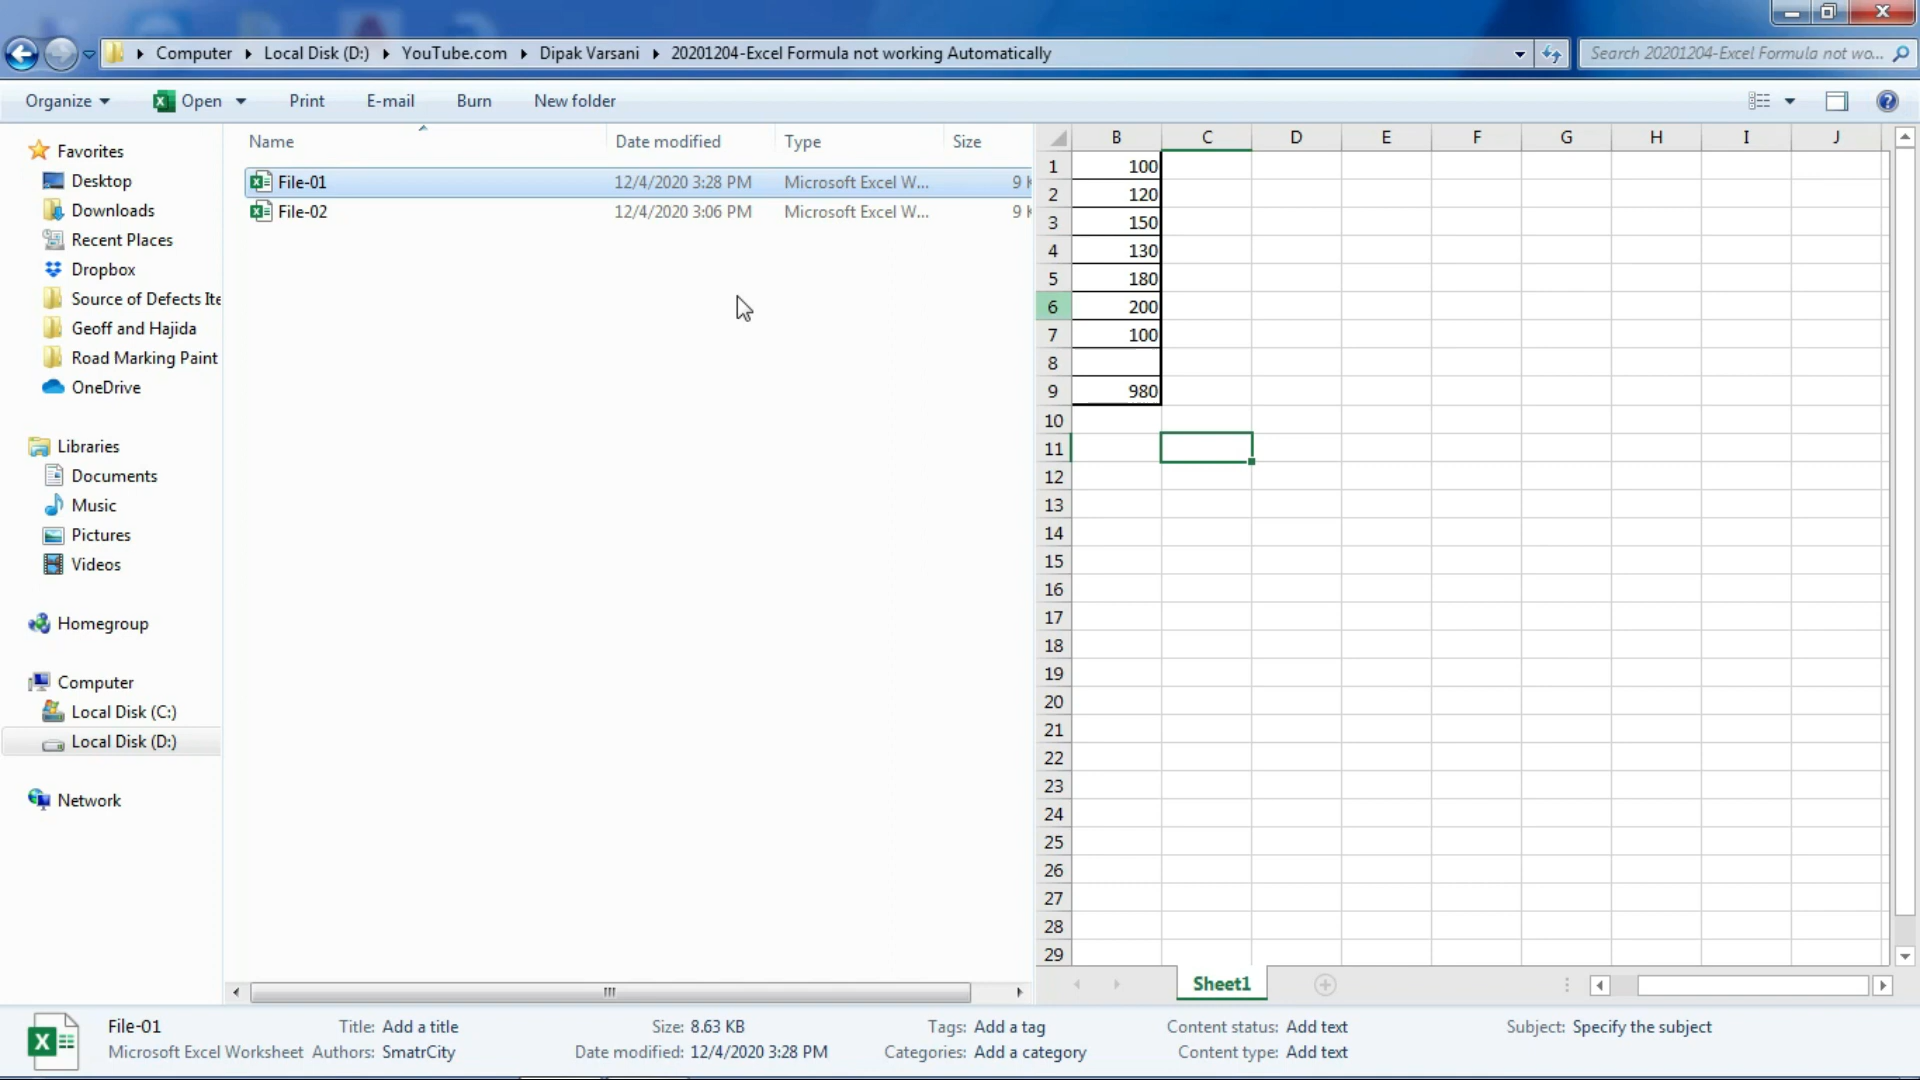 Computer Local Disk (D:) YouTube.com Dipak Varsani 20201204-Excel Formula not working Automatically
Search 20201204-Excel Formula not wo...
Organize Open Print E-mail Burn New folder
Favorites
Desktop
Downloads
Recent Places
Dropbox
Source of Defects Ite
Geoff and Hajida
Road Marking Paint
OneDrive
Libraries
Documents
Music
Pictures
Videos
Homegroup
Computer
Local Disk (C:)
Local Disk (D:)
Network
Name Date modified Type Size
File-01 12/4/2020 3:28 PM Microsoft Excel W... 9 K
File-02 12/4/2020 3:06 PM Microsoft Excel W... 9 K
B C D E F G H I J
1 100
2 120
3 150
4 130
5 180
6 200
7 100
8
9 980
10
11
12
13
14
15
16
17
18
19
20
21
22
23
24
25
26
27
28
29
Sheet1
File-01 Title: Add a title Size: 8.63 KB Tags: Add a tag Content status: Add text Subject: Specify the subject
Microsoft Excel Worksheet Authors: SmatrCity Date modified: 12/4/2020 3:28 PM Categories: Add a category Content type: Add text